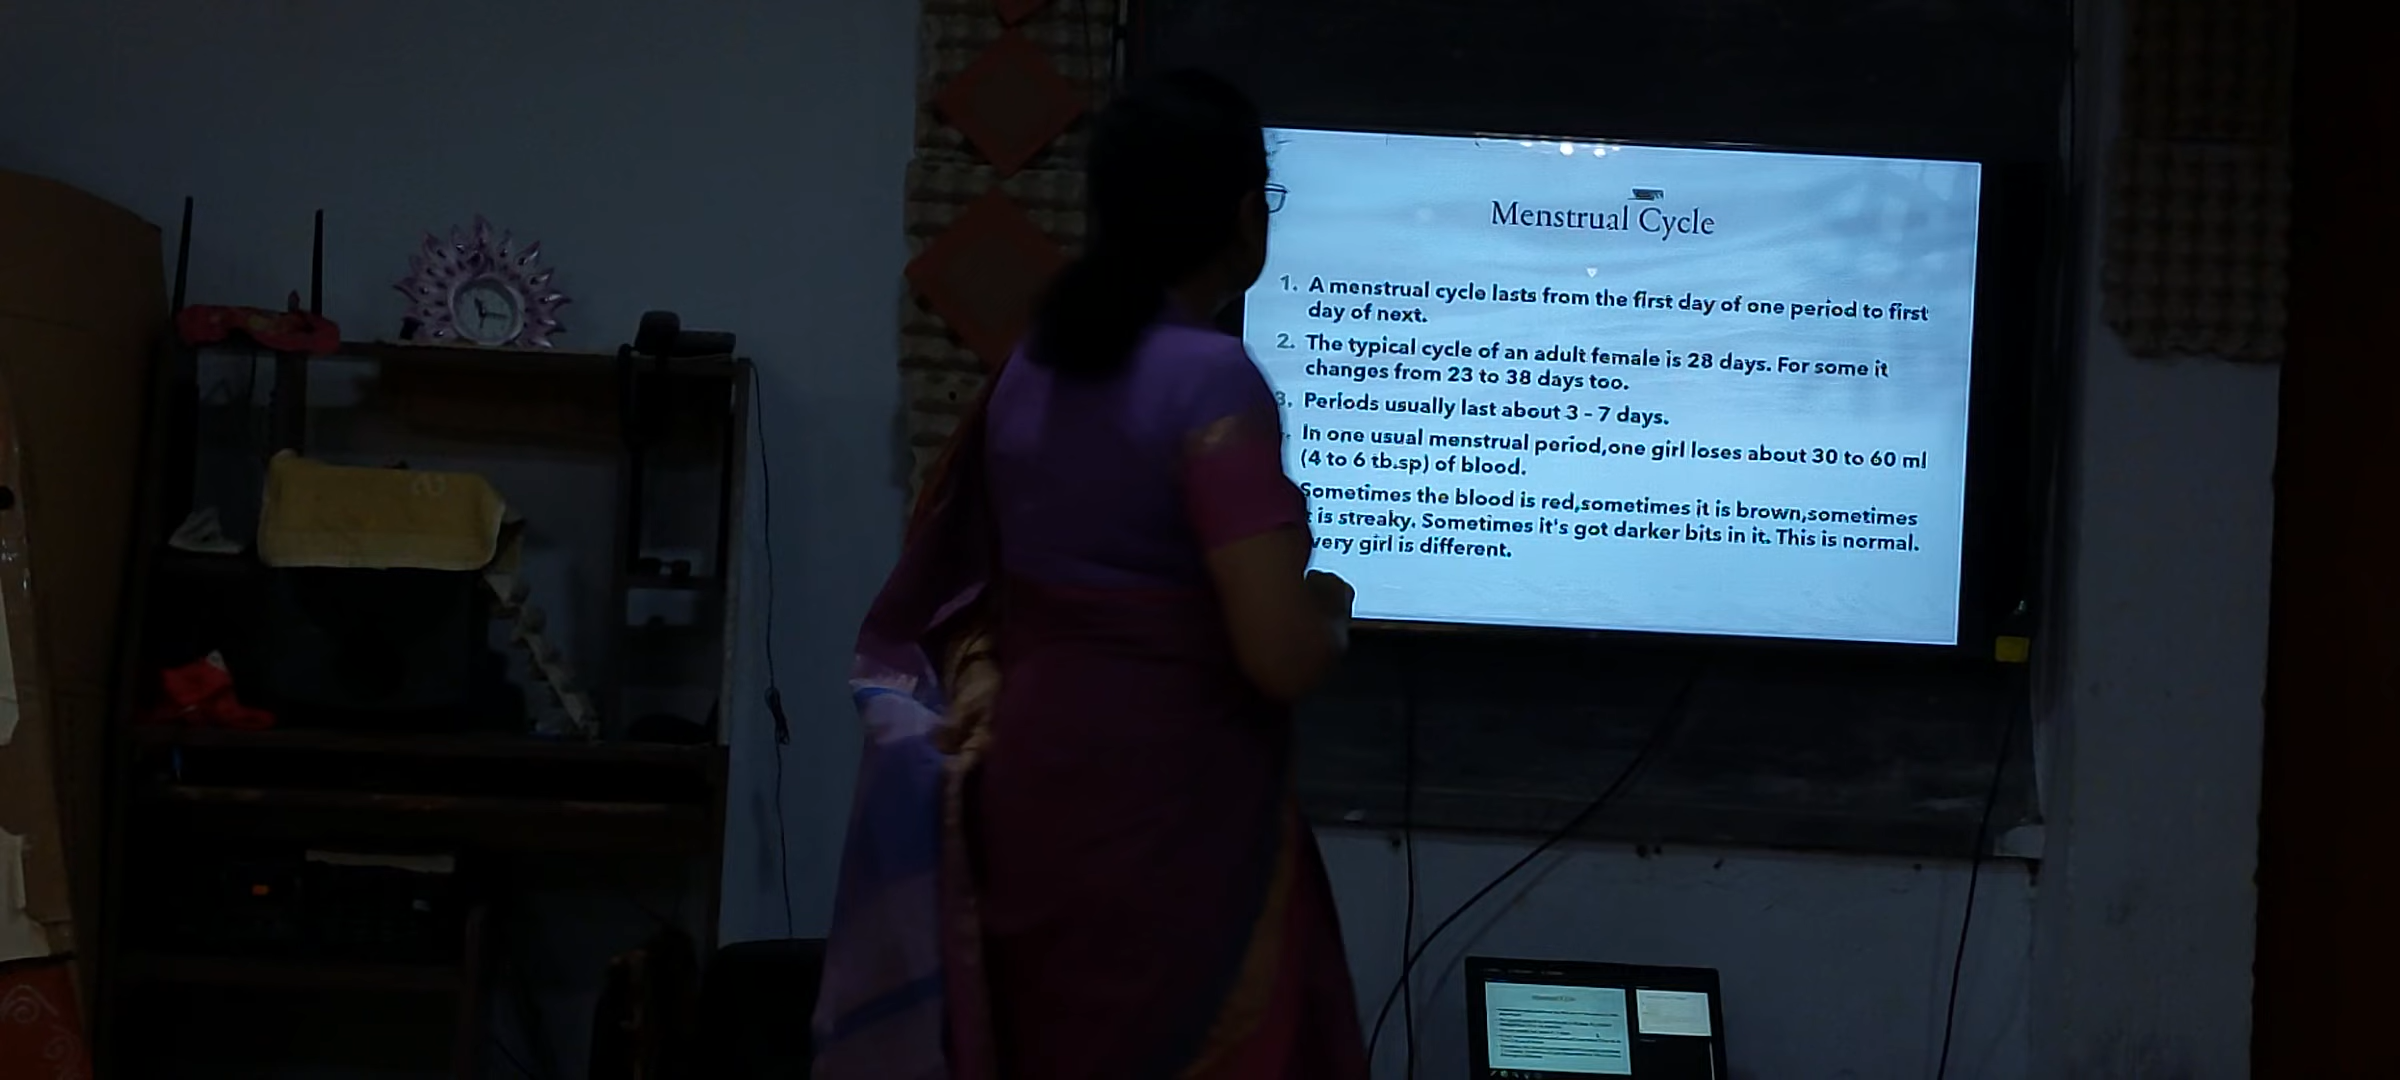 Menstrual Cycle
1. A menstrual cycle lasts from the first day of one period to first
day of next.
2. The typical cycle of an adult female is 28 days. For some it
changes from 23 to 38 days too.
3. Periods usually last about 3 - 7 days.
In one usual menstrual period,one girl loses about 30 to 60 ml
(4 to 6 tb.sp) of blood.
Sometimes the blood is red,sometimes it is brown,sometimes
is streaky. Sometimes it's got darker bits in it. This is normal.
girl is different.